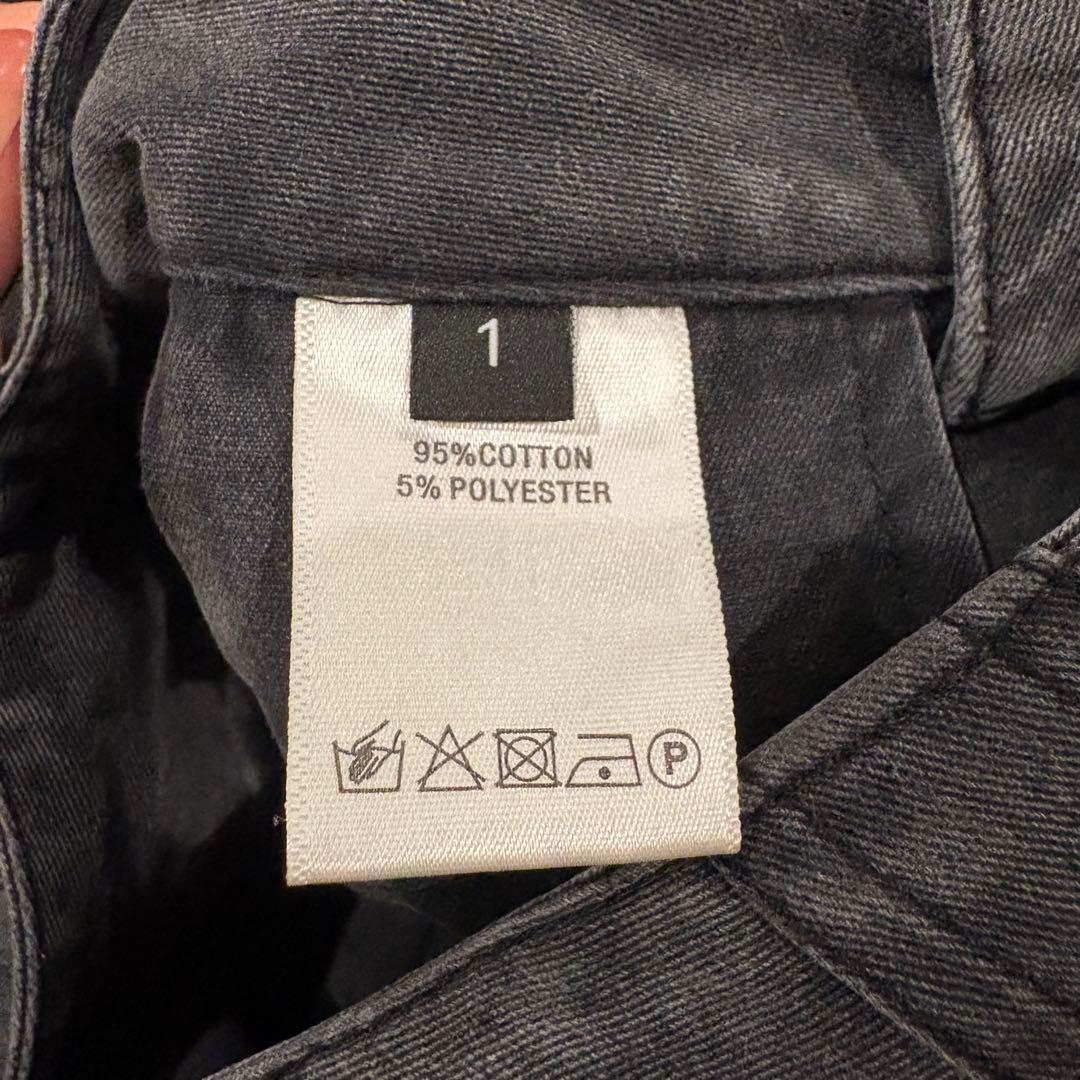 1
95%COTTON
5% POLYESTER
P